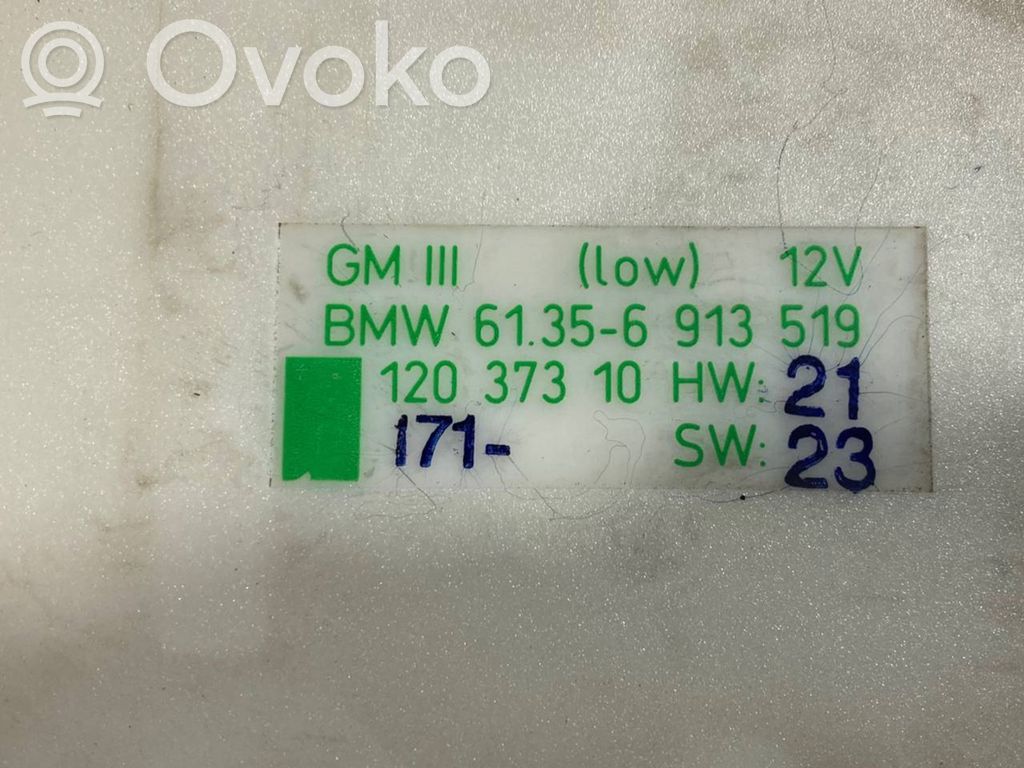 Ovoko
GM III (low) 12V
BMW 61.35-6 913 519
120 373 10 HW: 21
171- SW: 23